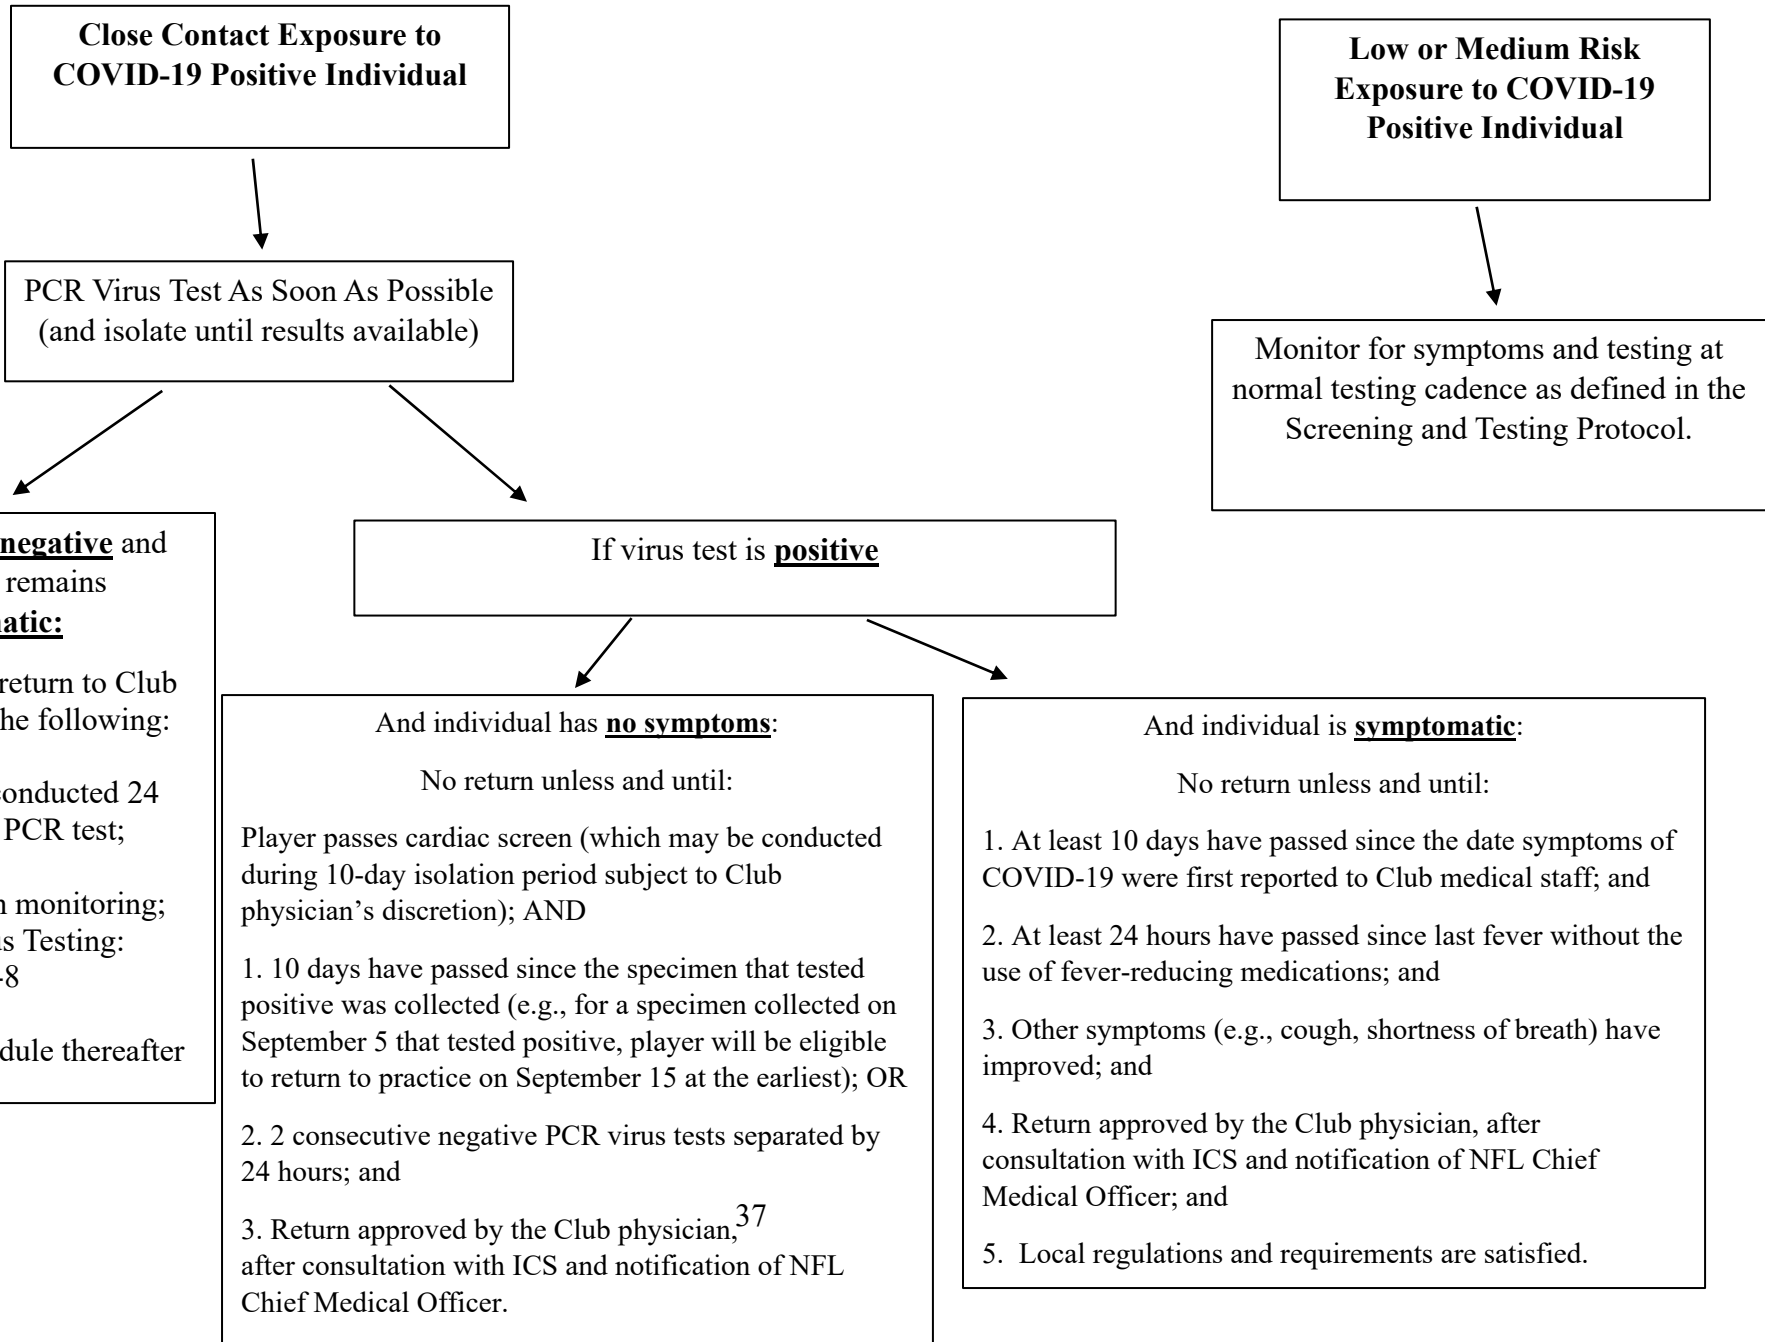 Close Contact Exposure to
COVID-19 Positive Individual
Low or Medium Risk
Exposure to COVID-19
Positive Individual
PCR Virus Test As Soon As Possible
(and isolate until results available)
Monitor for symptoms and testing at
normal testing cadence as defined in the
Screening and Testing Protocol.
negative and
remains
return to Club
he following:
conducted 24
PCR test;
monitoring;
Testing:
-8
thereafter
If virus test is positive
And individual has no symptoms:
No return unless and until:
Player passes cardiac screen (which may be conducted
during 10-day isolation period subject to Club
physician’s discretion); AND
1. 10 days have passed since the specimen that tested
positive was collected (e.g., for a specimen collected on
September 5 that tested positive, player will be eligible
to return to practice on September 15 at the earliest); OR
2. 2 consecutive negative PCR virus tests separated by
24 hours; and
3. Return approved by the Club physician,37
after consultation with ICS and notification of NFL
Chief Medical Officer.
And individual is symptomatic:
No return unless and until:
1. At least 10 days have passed since the date symptoms of
COVID-19 were first reported to Club medical staff; and
2. At least 24 hours have passed since last fever without the
use of fever-reducing medications; and
3. Other symptoms (e.g., cough, shortness of breath) have
improved; and
4. Return approved by the Club physician, after
consultation with ICS and notification of NFL Chief
Medical Officer; and
5. Local regulations and requirements are satisfied.